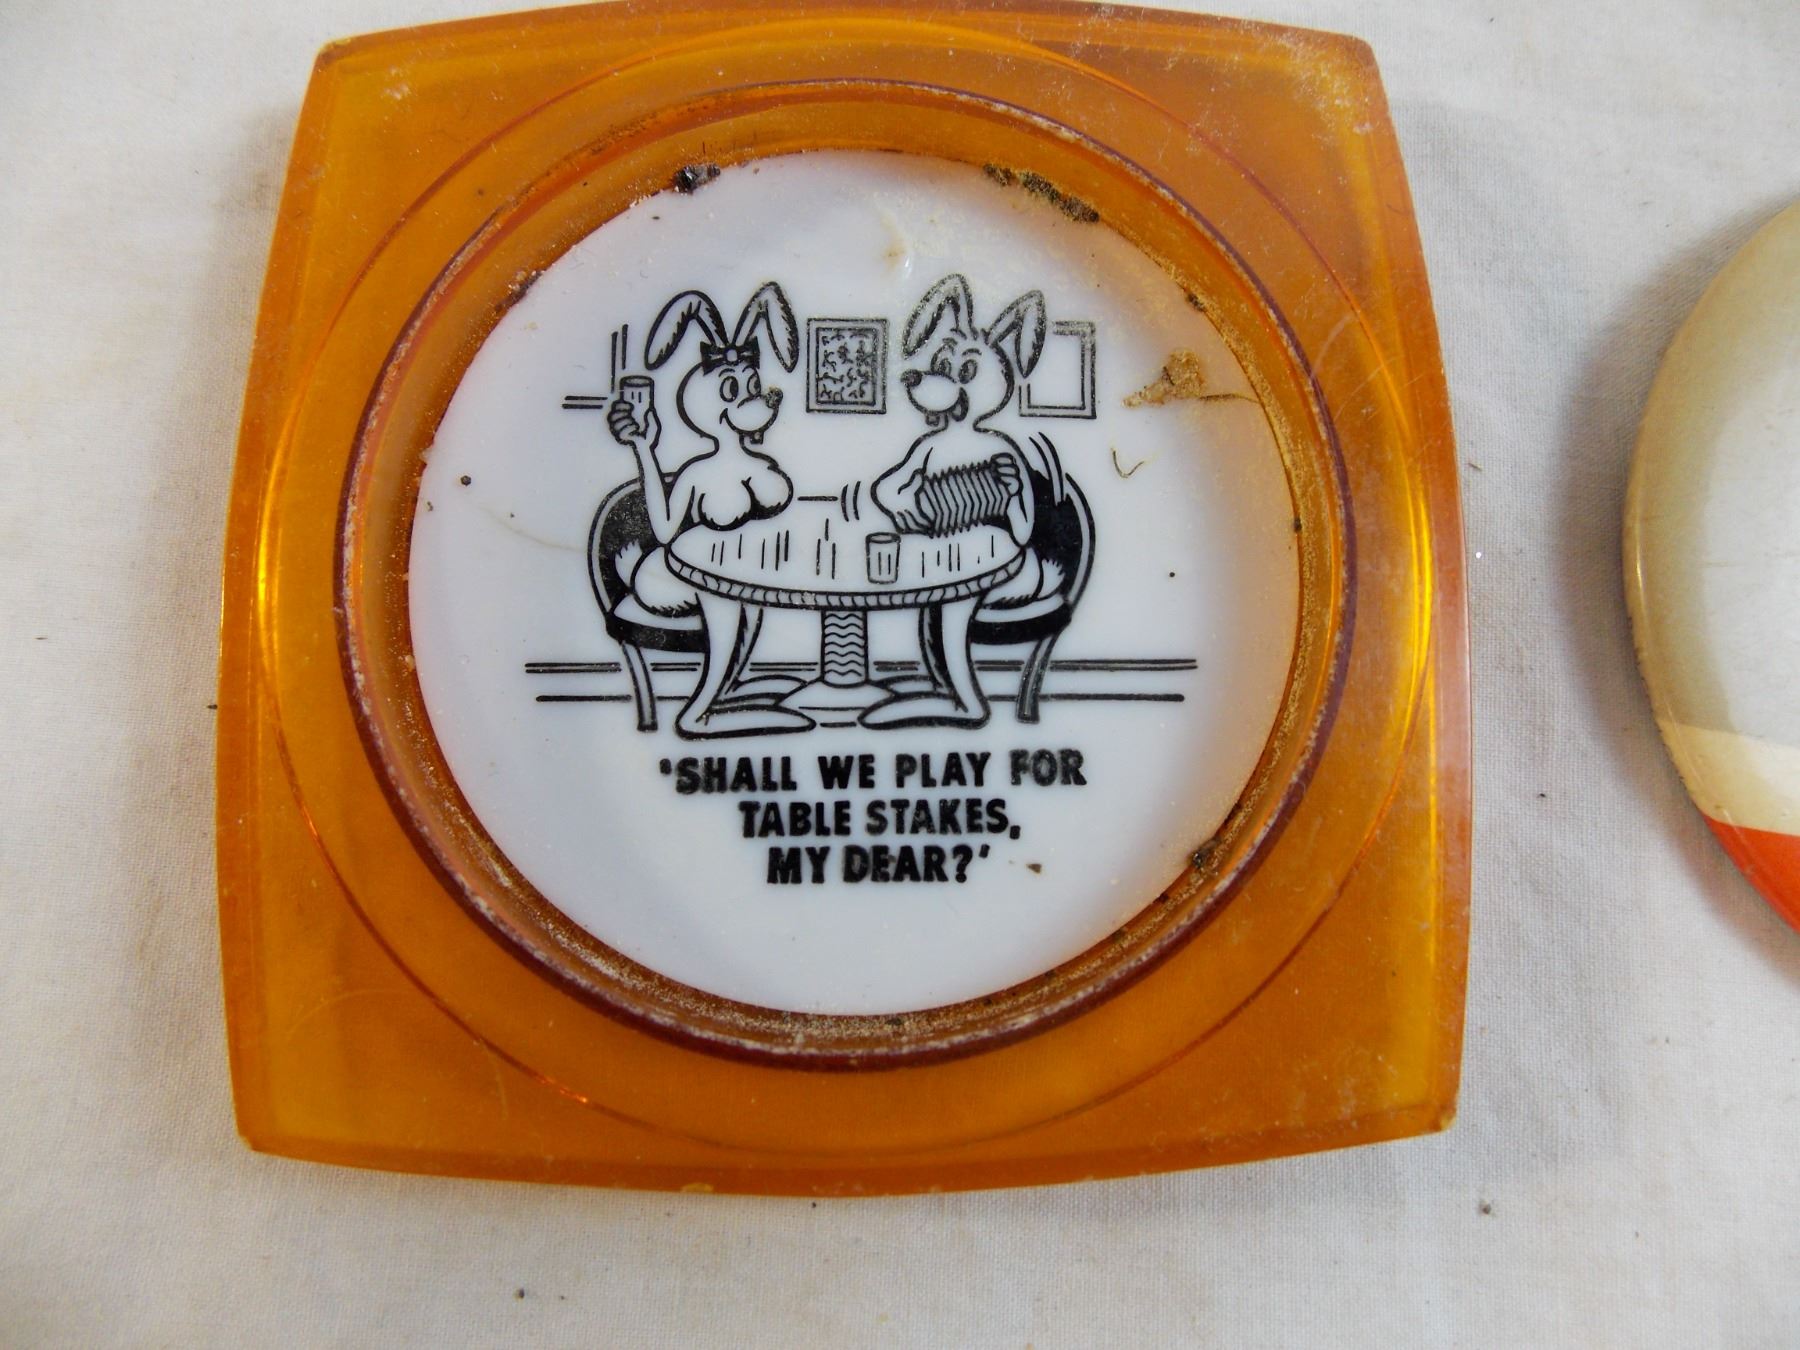 'SHALL WE PLAY FOR
TABLE STAKES,
MY DEAR?'